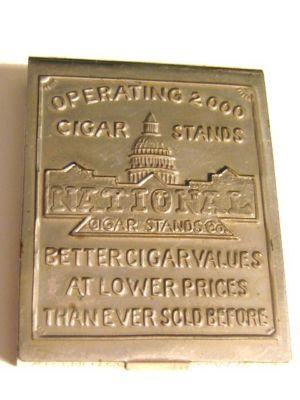 OPERATING 2000
CIGAR STANDS
NATIONAL
CIGAR STANDS CO.
BETTER CIGAR VALUES
AT LOWER PRICES
THAN EVER SOLD BEFORE